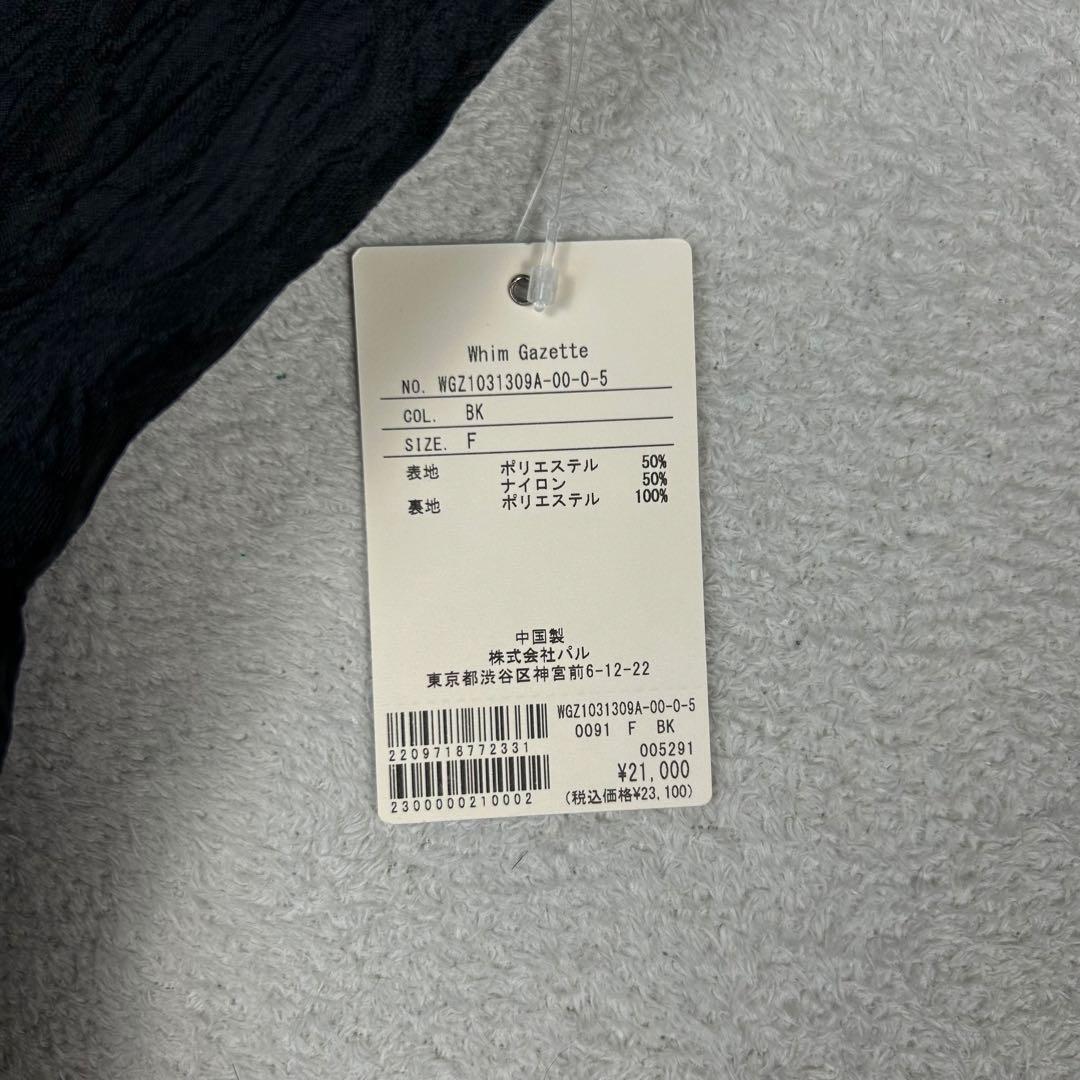 Whim Gazette
NO. WGZ1031309A-00-0-5
COL. BK
SIZE. F
表地 ポリエステル 50%
ナイロン 50%
裏地 ポリエステル 100%
中国製
株式会社パル
東京都渋谷区神宮前6-12-22
WGZ1031309A-00-0-5
0091 F BK
2209718772331
005291
¥21,000
2300000210002
(税込価格¥23,100)